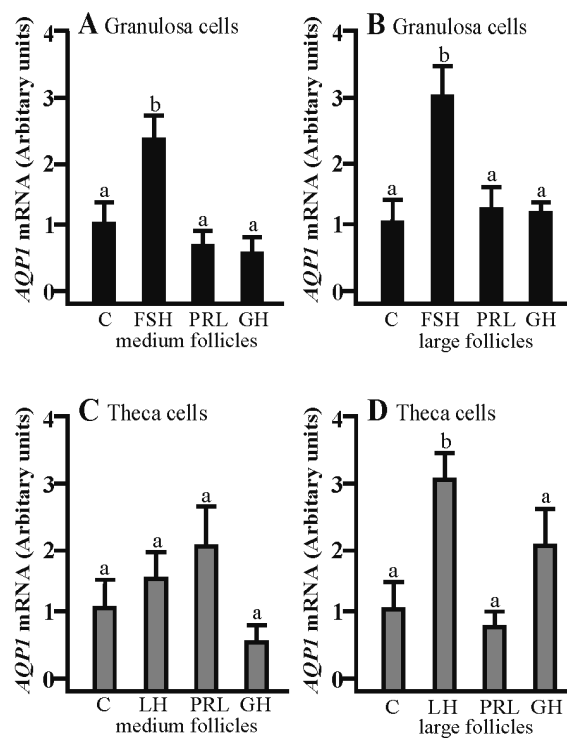 A Granulosa cells
AQP1 mRNA (Arbitary units)
4
3
2
1
0
a
b
a
a
C FSH PRL GH
medium follicles
B Granulosa cells
AQP1 mRNA (Arbitary units)
4
3
2
1
0
a
b
a
a
C FSH PRL GH
large follicles
C Theca cells
AQP1 mRNA (Arbitary units)
4
3
2
1
0
a
a
a
a
C LH PRL GH
medium follicles
D Theca cells
AQP1 mRNA (Arbitary units)
4
3
2
1
0
a
b
a
a
C LH PRL GH
large follicles